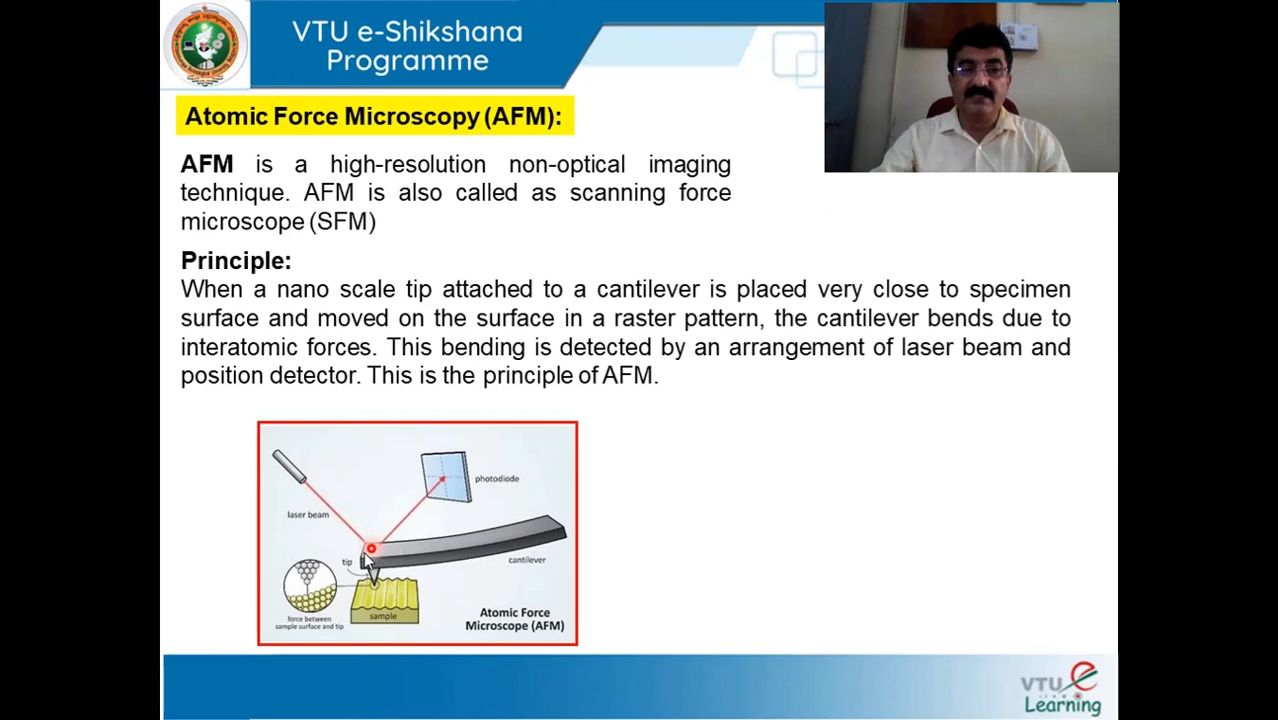 VTU e-Shikshana
Programme
Atomic Force Microscopy (AFM):
AFM is a high-resolution non-optical imaging
technique. AFM is also called as scanning force
microscope (SFM)
Principle:
When a nano scale tip attached to a cantilever is placed very close to specimen
surface and moved on the surface in a raster pattern, the cantilever bends due to
interatomic forces. This bending is detected by an arrangement of laser beam and
position detector. This is the principle of AFM.
photodiode
laser beam
tip
cantilever
force between
sample surface and tip
sample
Atomic Force
Microscope (AFM)
VTU e
Learning